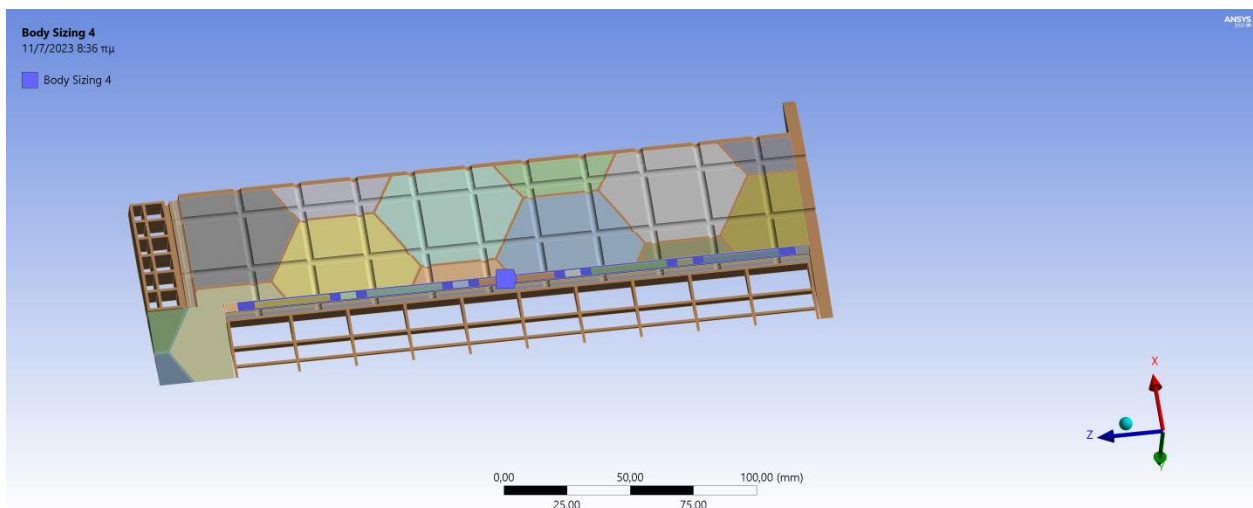 Body Sizing 4
11/7/2023 8:36 πμ
Body Sizing 4
ANSYS
X
Z
Y
0,00 50,00 100,00 (mm)
25,00 75,00